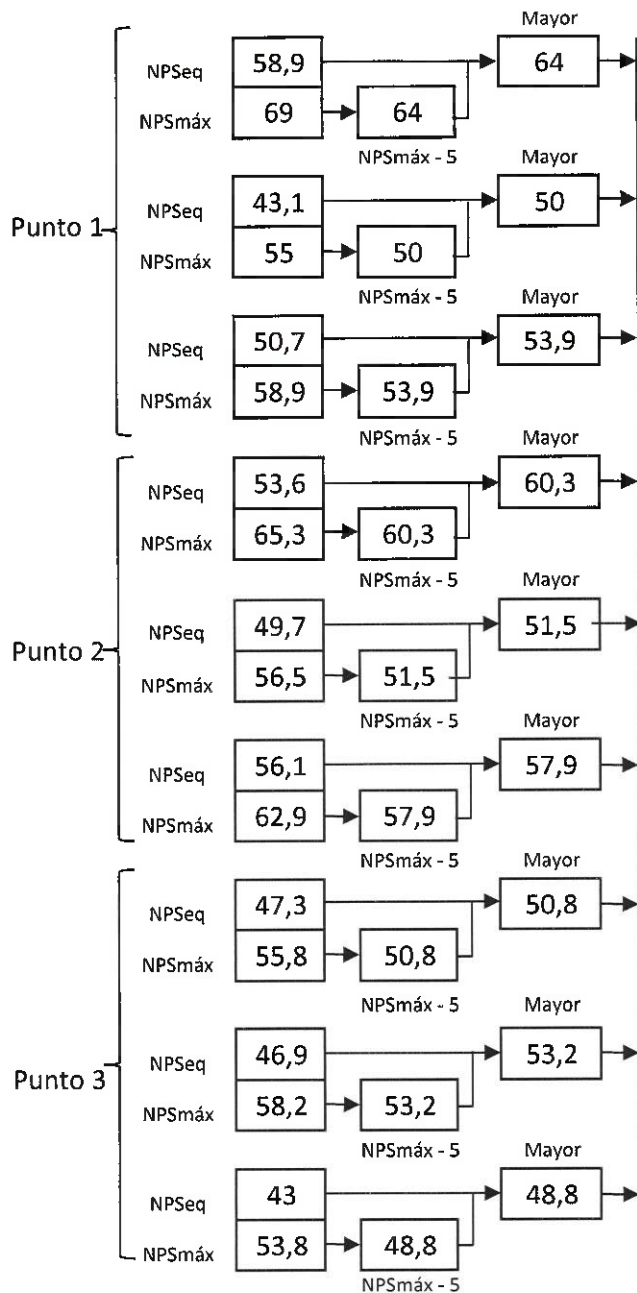 Mayor
NPSeq 58,9 64
NPSmáx 69 64
NPSmáx - 5
Mayor
NPSeq 43,1 50
Punto 1
NPSmáx 55 50
NPSmáx - 5
Mayor
NPSeq 50,7 53,9
NPSmáx 58,9 53,9
NPSmáx - 5
Mayor
NPSeq 53,6 60,3
NPSmáx 65,3 60,3
NPSmáx - 5
Mayor
NPSeq 49,7 51,5
Punto 2
NPSmáx 56,5 51,5
NPSmáx - 5
Mayor
NPSeq 56,1 57,9
NPSmáx 62,9 57,9
NPSmáx - 5
Mayor
NPSeq 47,3 50,8
NPSmáx 55,8 50,8
NPSmáx - 5
Mayor
NPSeq 46,9 53,2
Punto 3
NPSmáx 58,2 53,2
NPSmáx - 5
Mayor
NPSeq 43 48,8
NPSmáx 53,8 48,8
NPSmáx - 5